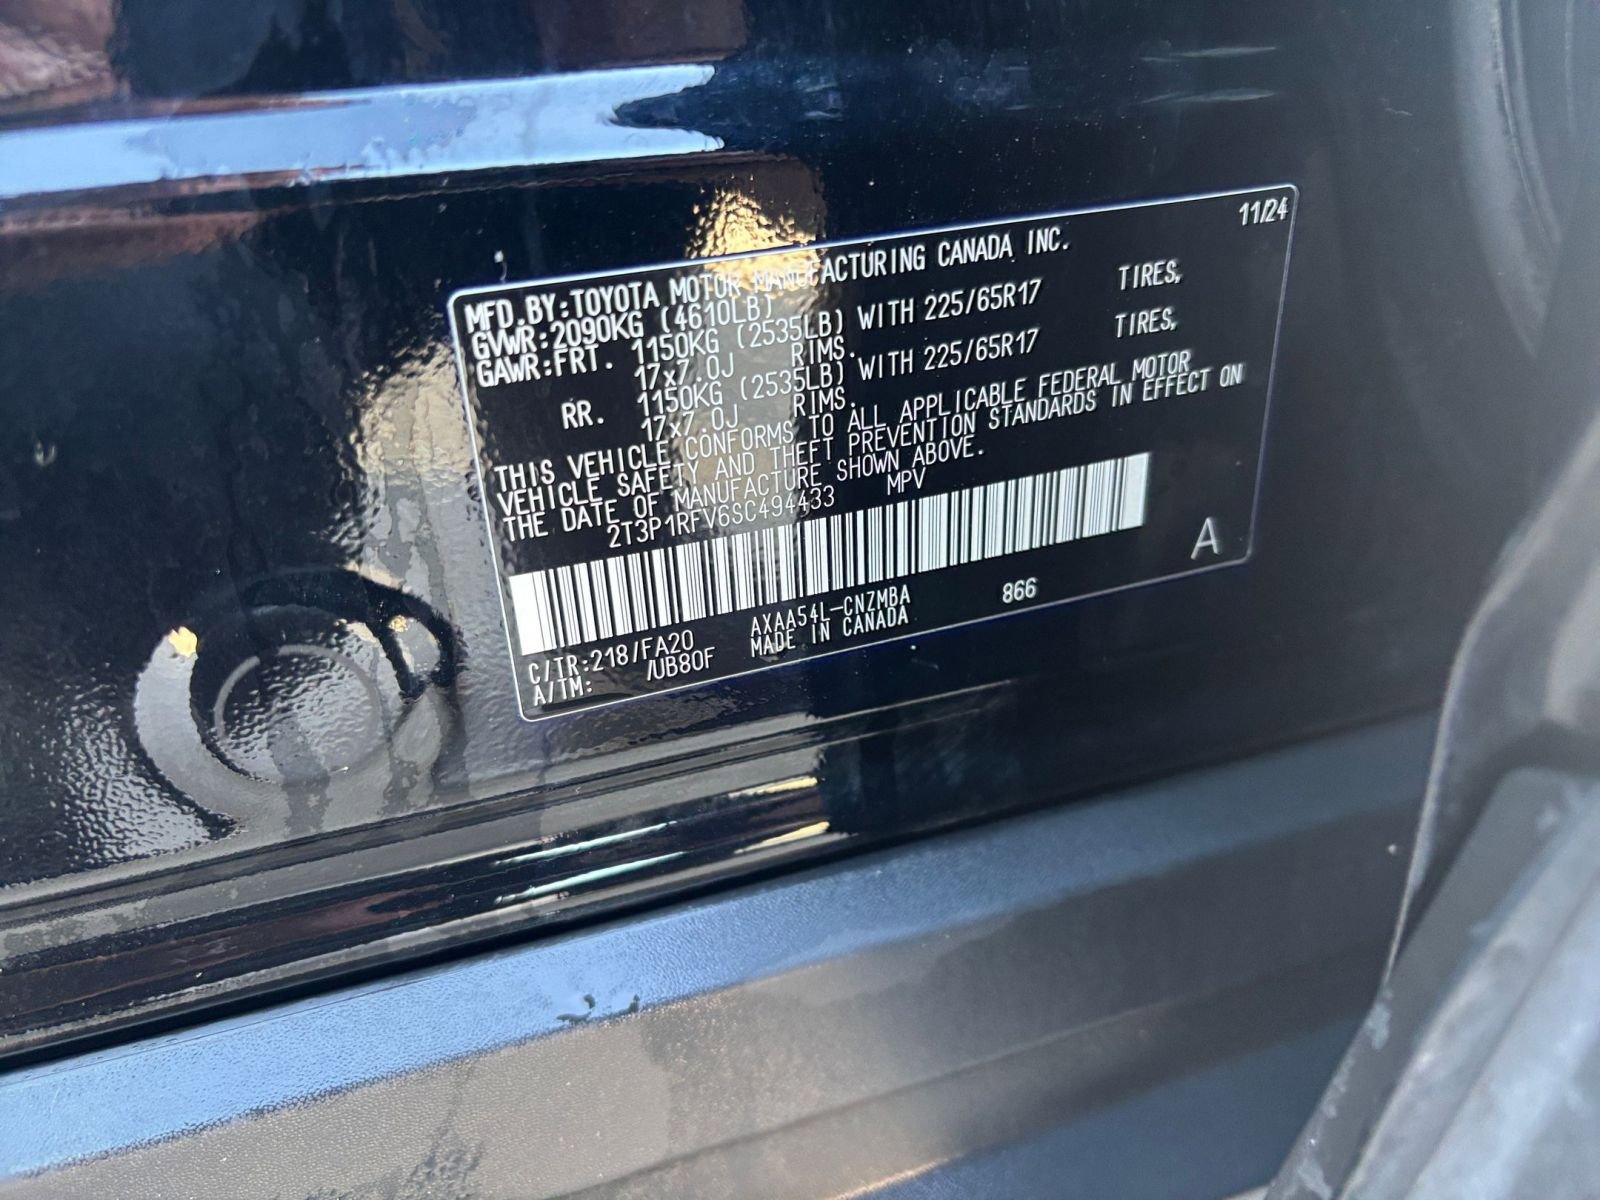 11/24
MFD.BY:TOYOTA MOTOR MANUFACTURING CANADA INC.
GVWR:2090KG (4610LB)
GAWR:FRT. 1150KG (2535LB) WITH 225/65R17 TIRES,
17x7.0J RIMS.
RR. 1150KG (2535LB) WITH 225/65R17 TIRES,
17x7.0J RIMS.
THIS VEHICLE CONFORMS TO ALL APPLICABLE FEDERAL MOTOR
VEHICLE SAFETY AND THEFT PREVENTION STANDARDS IN EFFECT ON
THE DATE OF MANUFACTURE SHOWN ABOVE.
2T3P1RFV6SC494433 MPV
A
C/TR:218/FA20 AXAA54L-CNZMBA 866
A/TM: /UB80F MADE IN CANADA